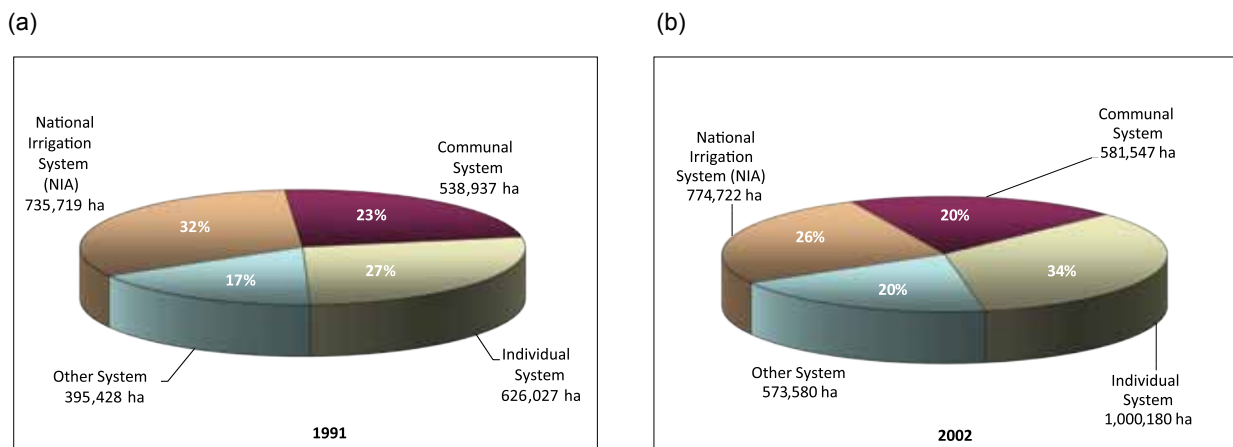 (a)
National
Irrigation
System
(NIA)
735,719 ha
Communal
System
538,937 ha
32%
23%
17%
27%
Other System
395,428 ha
Individual
System
626,027 ha
1991
(b)
National
Irrigation
System (NIA)
774,722 ha
Communal
System
581,547 ha
26%
20%
20%
34%
Other System
573,580 ha
Individual
System
1,000,180 ha
2002